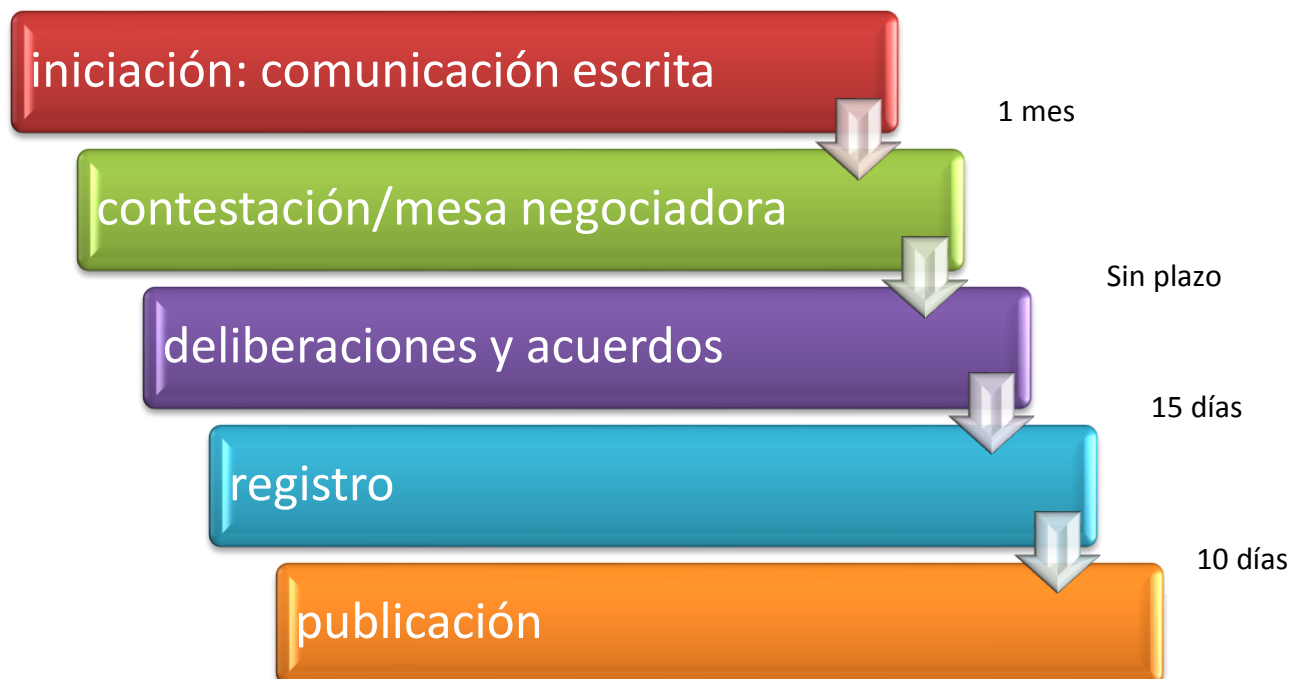 iniciación: comunicación escrita
1 mes
contestación/mesa negociadora
Sin plazo
deliberaciones y acuerdos
15 días
registro
10 días
publicación